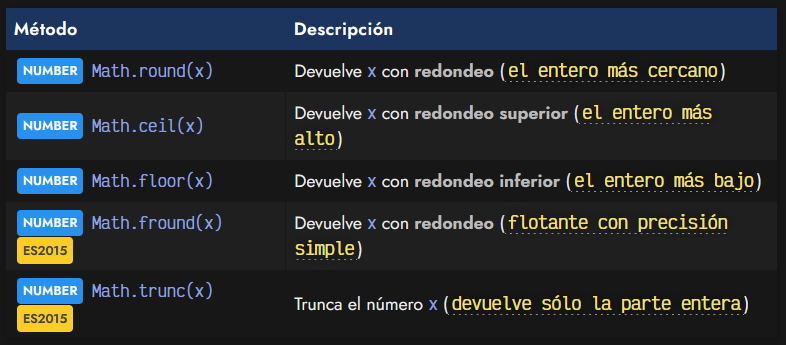 Método Descripción
NUMBER Math.round(x) Devuelve x con redondeo (el entero más cercano)
NUMBER Math.ceil(x) Devuelve x con redondeo superior (el entero más
alto)
NUMBER Math.floor(x) Devuelve x con redondeo inferior (el entero más bajo)
NUMBER Math.fround(x) Devuelve x con redondeo (flotante con precisión
ES2015 simple)
NUMBER Math.trunc(x)
Trunca el número x (devuelve sólo la parte entera)
ES2015